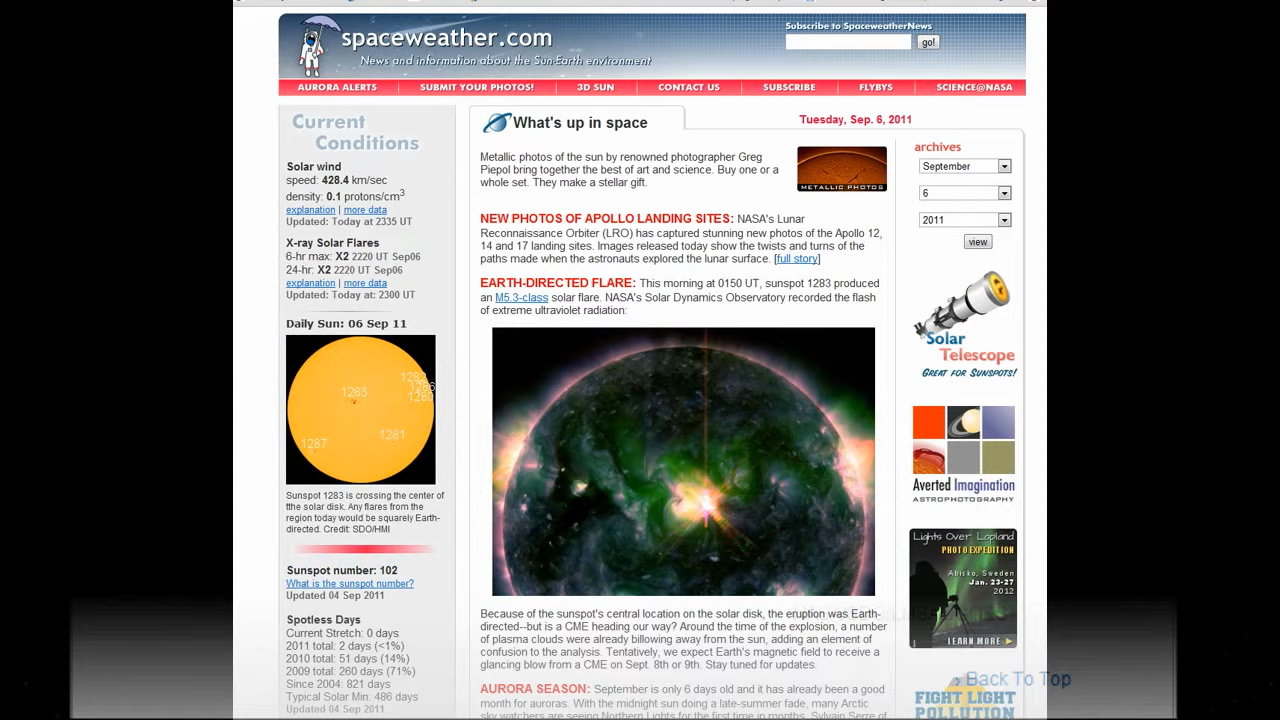 spaceweather.com
News and information about the Sun-Earth environment
Subscribe to SpaceweatherNews
go!
AURORA ALERTS
SUBMIT YOUR PHOTOS!
3D SUN
CONTACT US
SUBSCRIBE
FLYBYS
SCIENCE@NASA
Current
Conditions
Solar wind
speed: 428.4 km/sec
density: 0.1 protons/cm3
explanation | more data
Updated: Today at 2335 UT
X-ray Solar Flares
6-hr max: X2 2220 UT Sep06
24-hr: X2 2220 UT Sep06
explanation | more data
Updated: Today at: 2300 UT
Daily Sun: 06 Sep 11
1283
1286
1280
1281
1287
Sunspot 1283 is crossing the center of
tthe solar disk. Any flares from the
region today would be squarely Earth-
directed. Credit: SDO/HMI
Sunspot number: 102
What is the sunspot number?
Updated 04 Sep 2011
Spotless Days
Current Stretch: 0 days
2011 total: 2 days (<1%)
2010 total: 51 days (14%)
2009 total: 260 days (71%)
Since 2004: 821 days
Typical Solar Min: 486 days
Updated 04 Sep 2011
What's up in space
Tuesday, Sep. 6, 2011
Metallic photos of the sun by renowned photographer Greg
Piepol bring together the best of art and science. Buy one or a
whole set. They make a stellar gift.
METALLIC PHOTOS
NEW PHOTOS OF APOLLO LANDING SITES: NASA's Lunar
Reconnaissance Orbiter (LRO) has captured stunning new photos of the Apollo 12,
14 and 17 landing sites. Images released today show the twists and turns of the
paths made when the astronauts explored the lunar surface. [full story]
EARTH-DIRECTED FLARE: This morning at 0150 UT, sunspot 1283 produced
an M5.3-class solar flare. NASA's Solar Dynamics Observatory recorded the flash
of extreme ultraviolet radiation:
Because of the sunspot's central location on the solar disk, the eruption was Earth-
directed--but is a CME heading our way? Around the time of the explosion, a number
of plasma clouds were already billowing away from the sun, adding an element of
confusion to the analysis. Tentatively, we expect Earth's magnetic field to receive a
glancing blow from a CME on Sept. 8th or 9th. Stay tuned for updates.
AURORA SEASON: September is only 6 days old and it has already been a good
month for auroras. With the midnight sun doing a late-summer fade, many Arctic
sky watchers are seeing Northern Lights for the first time in months. Sylvain Serre of
archives
September
6
2011
view
Solar
Telescope
GREAT FOR SUNSPOTS!
Averted Imagination
ASTROPHOTOGRAPHY
Lights Over Lapland
PHOTO EXPEDITION
Abisko, Sweden
Jan. 23-27
2012
LEARN MORE
Back To Top
FIGHT LIGHT
POLLUTION